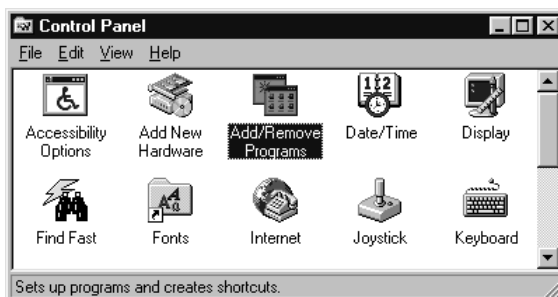 Control Panel
File Edit View Help
Accessibility Options
Add New Hardware
Add/Remove Programs
Date/Time
Display
Find Fast
Fonts
Internet
Joystick
Keyboard
Sets up programs and creates shortcuts.